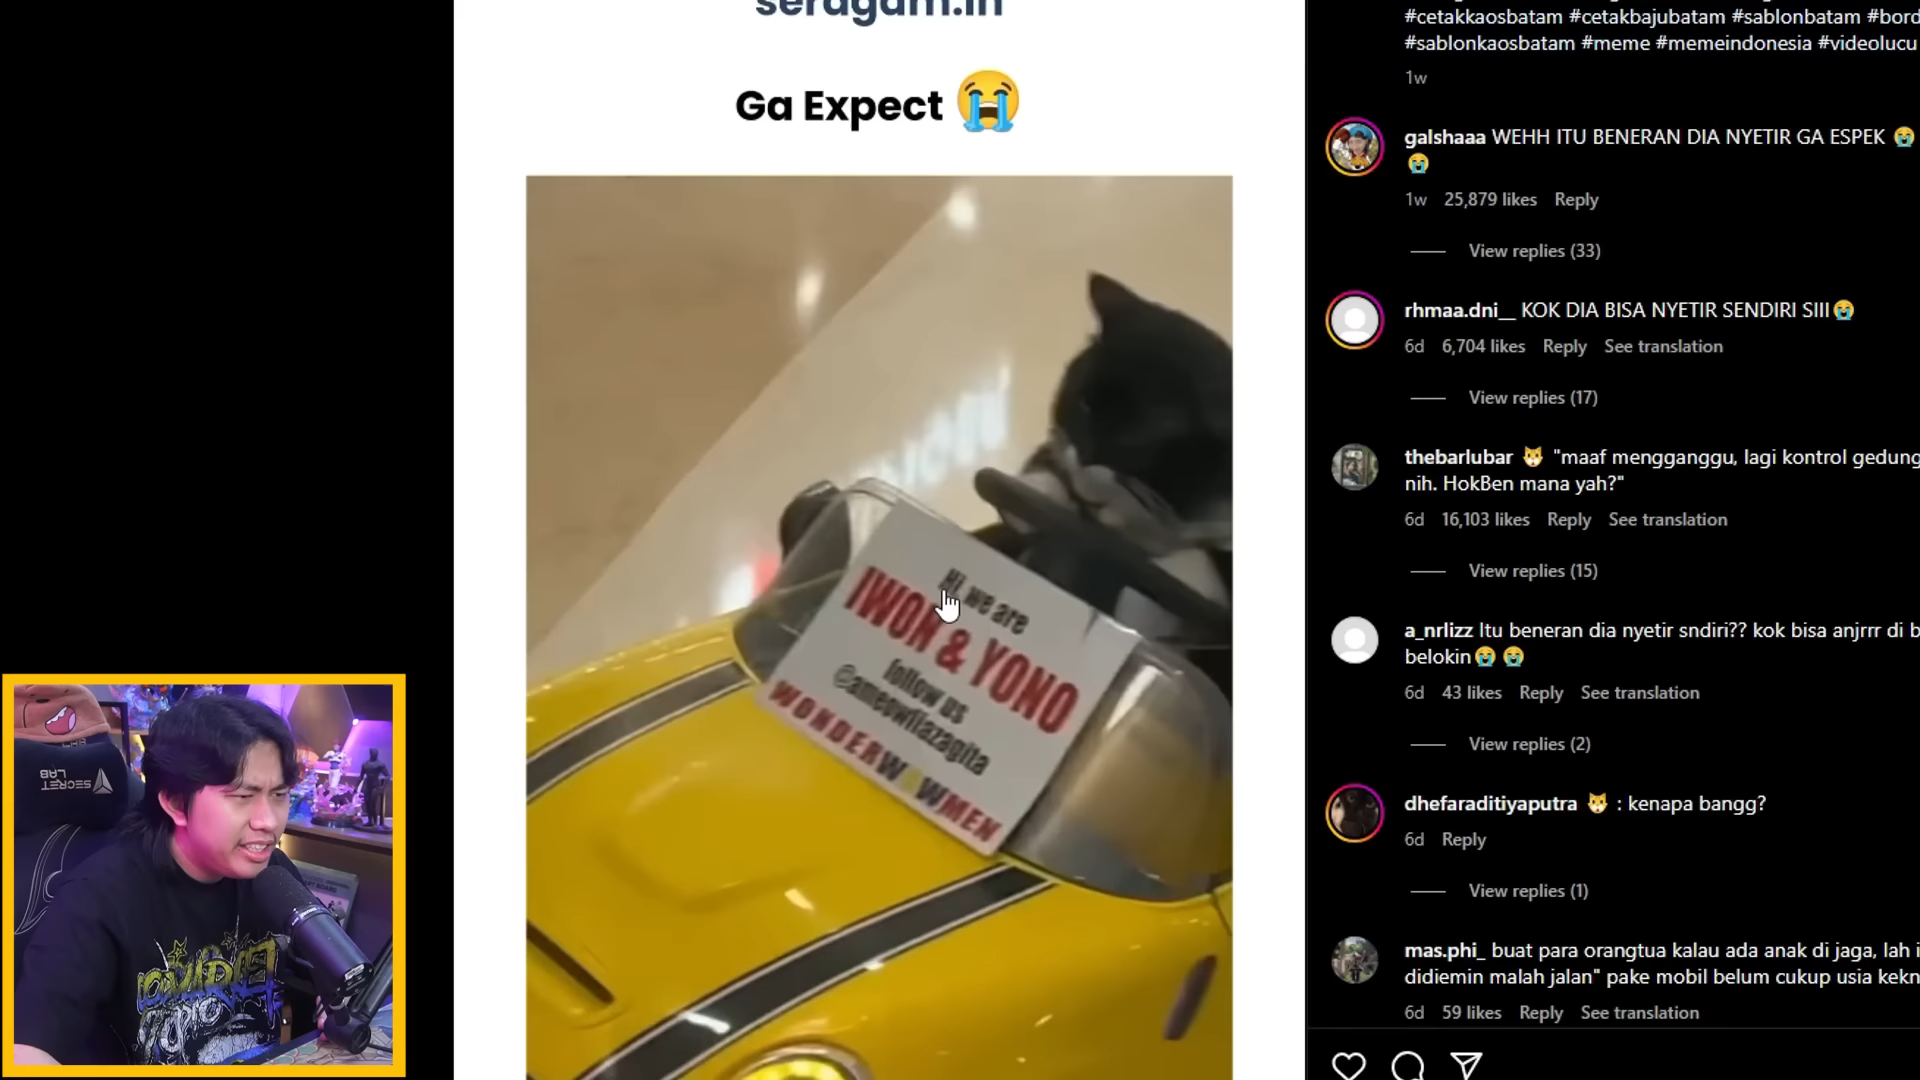 seragam.in
Ga Expect 😭
Hi, we are
IWON & YONO
follow us
@ameowflazagita
WONDERWOWMEN
SECRET
LAB
#cetakkaosbatam #cetakbajubatam #sablonbatam #bord
#sablonkaosbatam #meme #memeindonesia #videolucu
1w
galshaaa WEHH ITU BENERAN DIA NYETIR GA ESPEK 😭
😭
1w 25,879 likes Reply
View replies (33)
rhmaa.dni__ KOK DIA BISA NYETIR SENDIRI SIII😭
6d 6,704 likes Reply See translation
View replies (17)
thebarlubar 🐱 "maaf mengganggu, lagi kontrol gedung
nih. HokBen mana yah?"
6d 16,103 likes Reply See translation
View replies (15)
a_nrlizz Itu beneran dia nyetir sndiri?? kok bisa anjrrr di b
belokin😭 😭
6d 43 likes Reply See translation
View replies (2)
dhefaraditiyaputra 🐱 : kenapa bangg?
6d Reply
View replies (1)
mas.phi_ buat para orangtua kalau ada anak di jaga, lah i
didiemin malah jalan" pake mobil belum cukup usia kekn
6d 59 likes Reply See translation